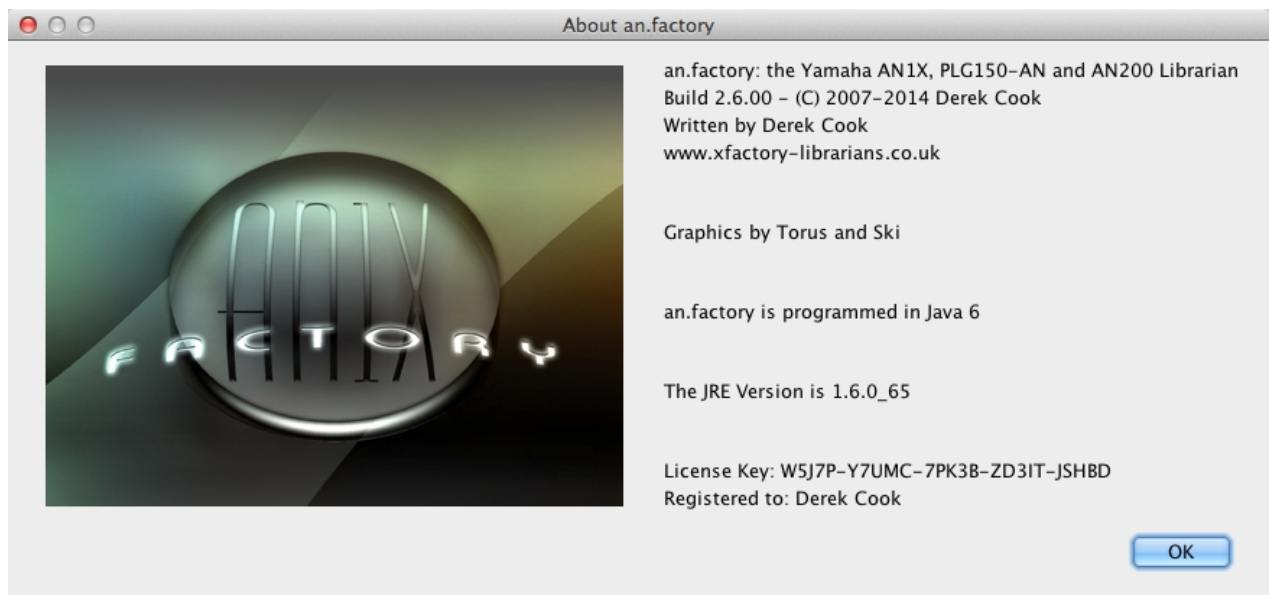 About an.factory
AN1X
FACTORY
an.factory: the Yamaha AN1X, PLG150-AN and AN200 Librarian
Build 2.6.00 - (C) 2007-2014 Derek Cook
Written by Derek Cook
www.xfactory-librarians.co.uk
Graphics by Torus and Ski
an.factory is programmed in Java 6
The JRE Version is 1.6.0_65
License Key: W5J7P-Y7UMC-7PK3B-ZD3IT-JSHBD
Registered to: Derek Cook
OK